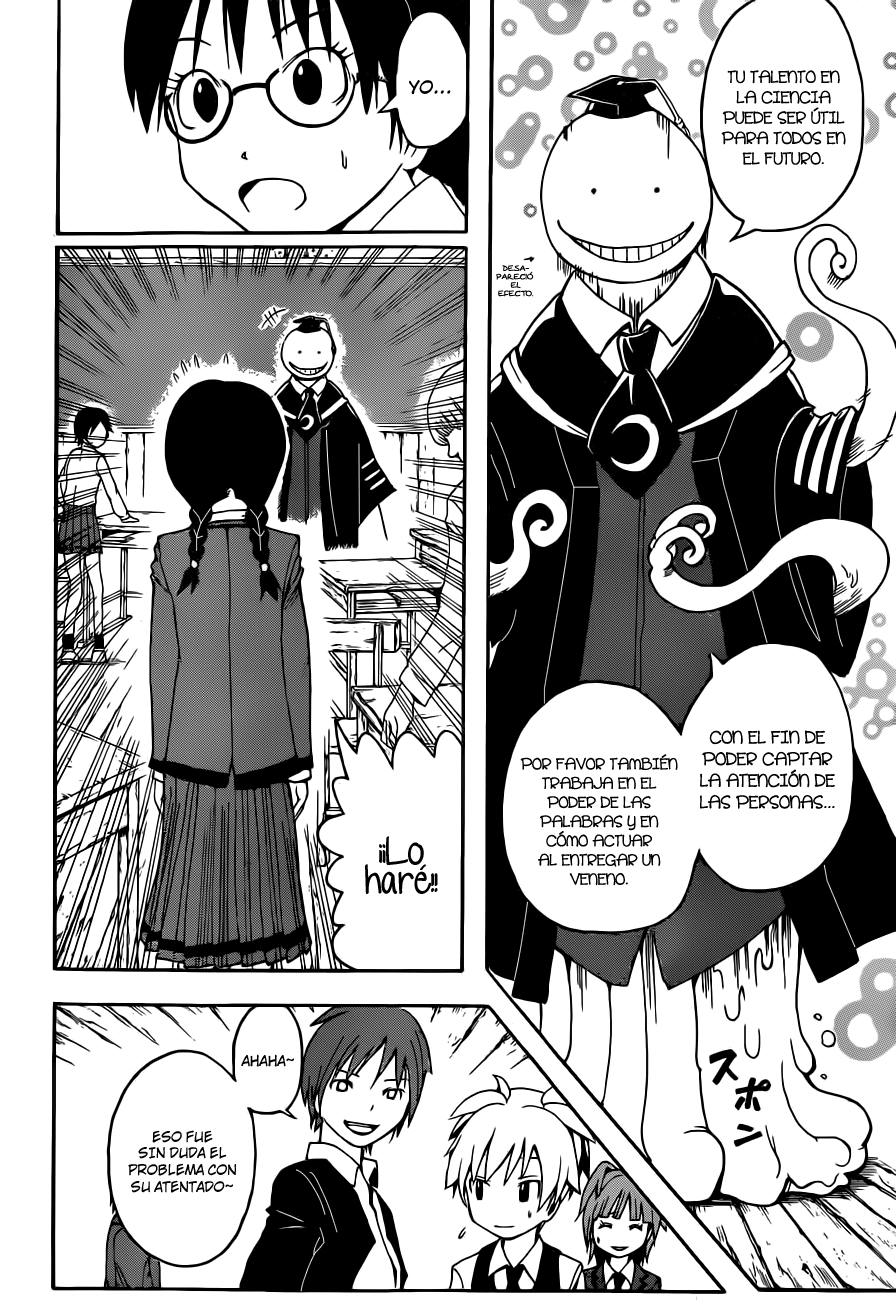 TU TALENTO EN
LA CIENCIA
PUEDE SER ÚTIL
PARA TODOS EN
EL FUTURO.
DESA-
PARECIÓ
EL
EFECTO.
CON EL FIN DE
PODER CAPTAR
LA ATENCIÓN DE
LAS PERSONAS...
POR FAVOR TAMBIÉN
TRABAJA EN EL
PODER DE LAS
PALABRAS Y EN
CÓMO ACTUAR
AL ENTREGAR UN
VENENO.
スポン
YO...
¡¡Lo
haré!!
AHAHA~
ESO FUE
SIN DUDA EL
PROBLEMA CON
SU ATENTADO~